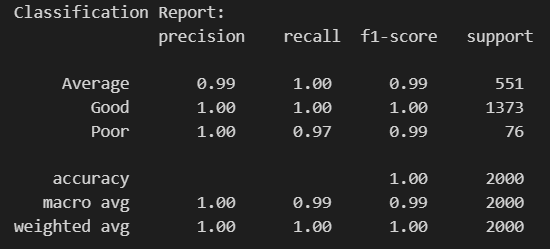 Classification Report:
precision recall f1-score support
Average 0.99 1.00 0.99 551
Good 1.00 1.00 1.00 1373
Poor 1.00 0.97 0.99 76
accuracy 1.00 2000
macro avg 1.00 0.99 0.99 2000
weighted avg 1.00 1.00 1.00 2000